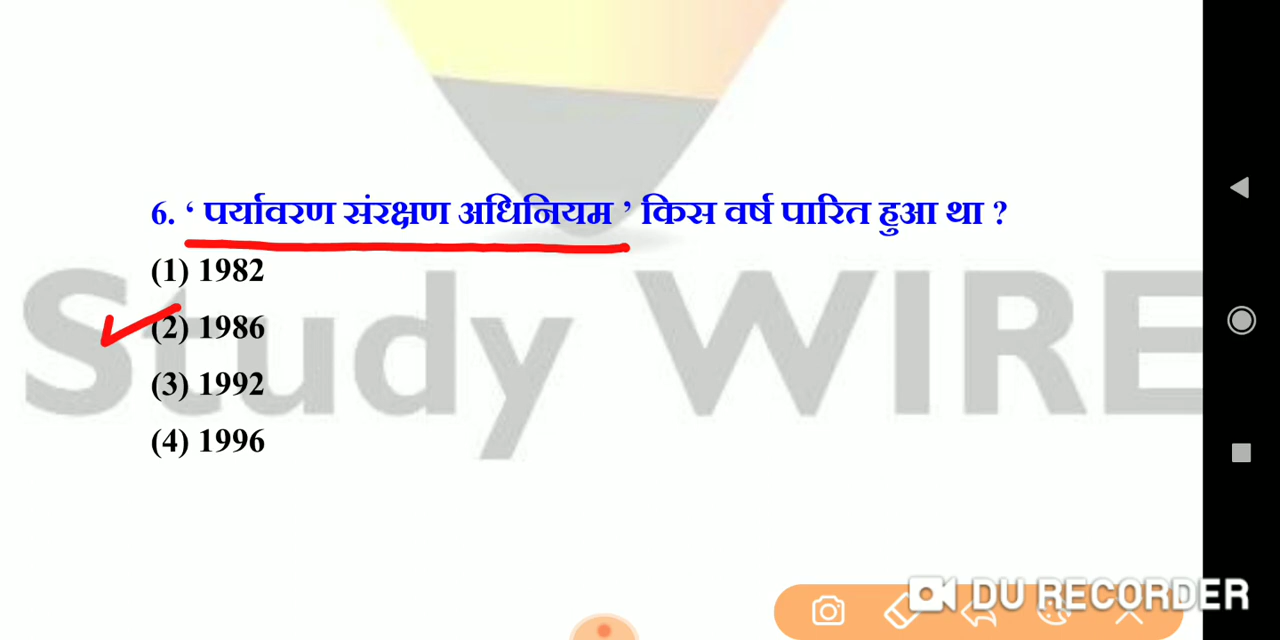 6. ‘ पर्यावरण संरक्षण अधिनियम ’ किस वर्ष पारित हुआ था ?
(1) 1982
(2) 1986
(3) 1992
(4) 1996
Study WIRE
DU RECORDER